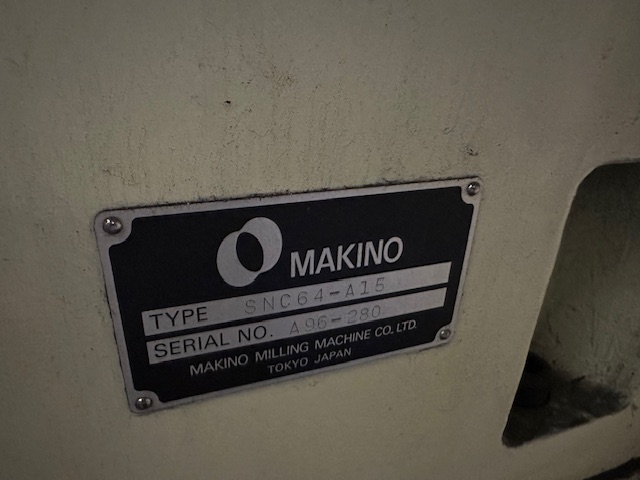 MAKINO
TYPE SNC64-A15
SERIAL NO. A96-280
MAKINO MILLING MACHINE CO. LTD.
TOKYO JAPAN